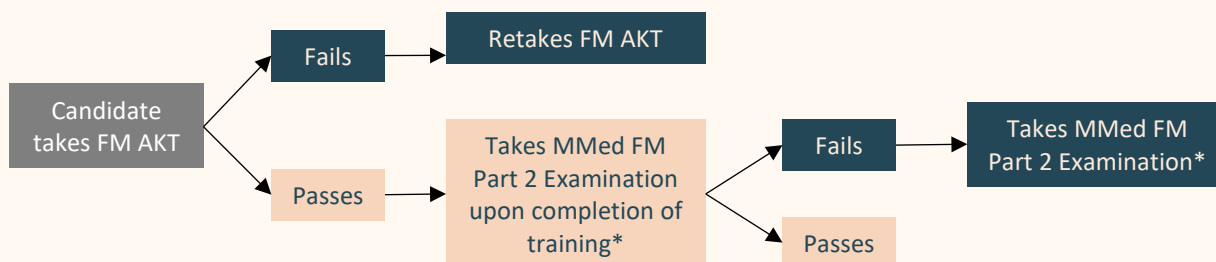 Candidate
takes FM AKT
Fails
Retakes FM AKT
Passes
Takes MMed FM
Part 2 Examination
upon completion of
training*
Fails
Takes MMed FM
Part 2 Examination*
Passes